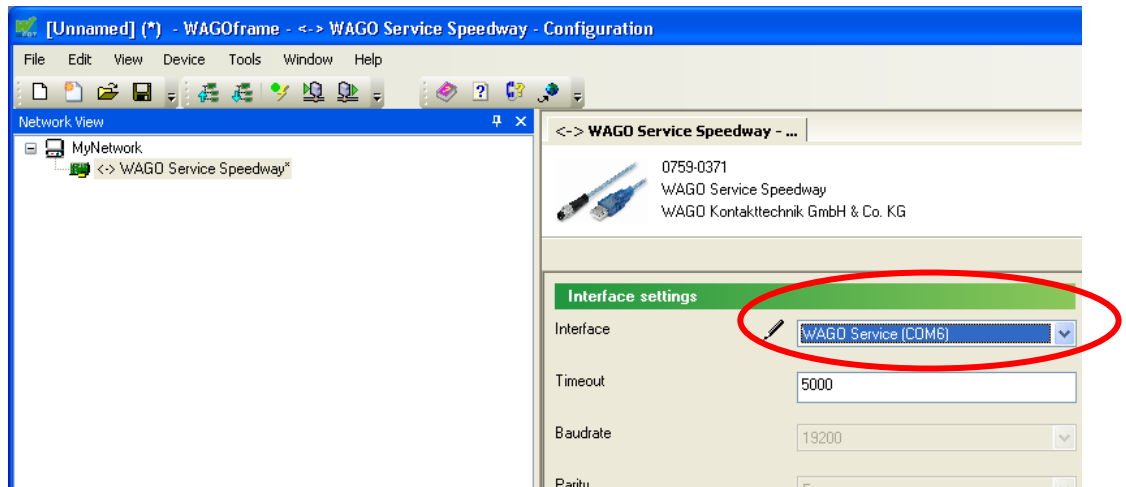 [Unnamed] (*) - WAGOframe - <-> WAGO Service Speedway - Configuration
File Edit View Device Tools Window Help
Network View
MyNetwork
<-> WAGO Service Speedway*
<-> WAGO Service Speedway - ...
0759-0371
WAGO Service Speedway
WAGO Kontakttechnik GmbH & Co. KG
Interface settings
Interface WAGO Service (COM6)
Timeout 5000
Baudrate 19200
Parity